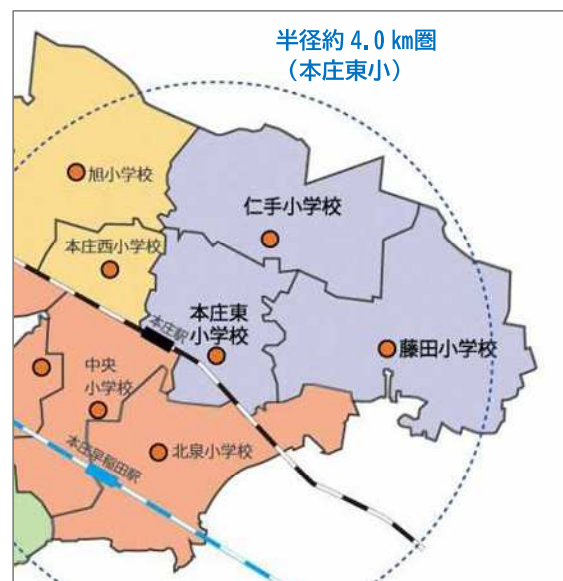 半径約 4.0 ㎞圏
（本庄東小）
旭小学校
仁手小学校
本庄西小学校
本庄東
小学校
本庄駅
藤田小学校
中央
小学校
北泉小学校
本庄早稲田駅